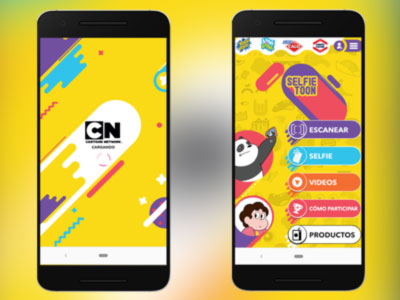 CN
CARTOON NETWORK
CARGANDO
SELFIE
TOON
ESCANEAR
SELFIE
VIDEOS
CÓMO PARTICIPAR
PRODUCTOS